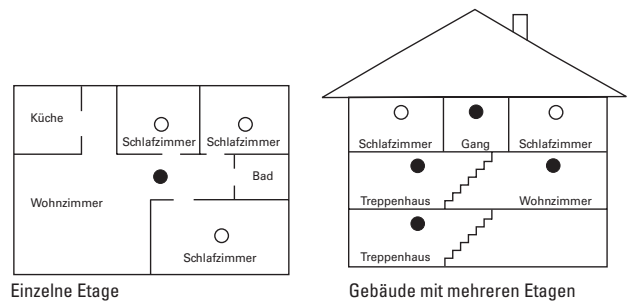 Küche
Schlafzimmer Schlafzimmer
Bad
Wohnzimmer
Schlafzimmer
Einzelne Etage
Schlafzimmer Gang Schlafzimmer
Treppenhaus Wohnzimmer
Treppenhaus
Gebäude mit mehreren Etagen